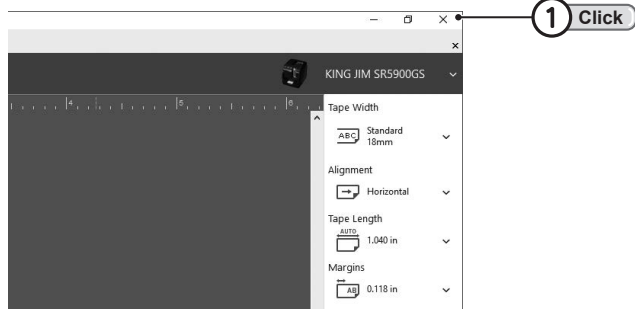 1 Click
KING JIM SR5900GS
4 5 6
Tape Width
ABC Standard
18mm
Alignment
Horizontal
Tape Length
AUTO
1.040 in
Margins
AB 0.118 in